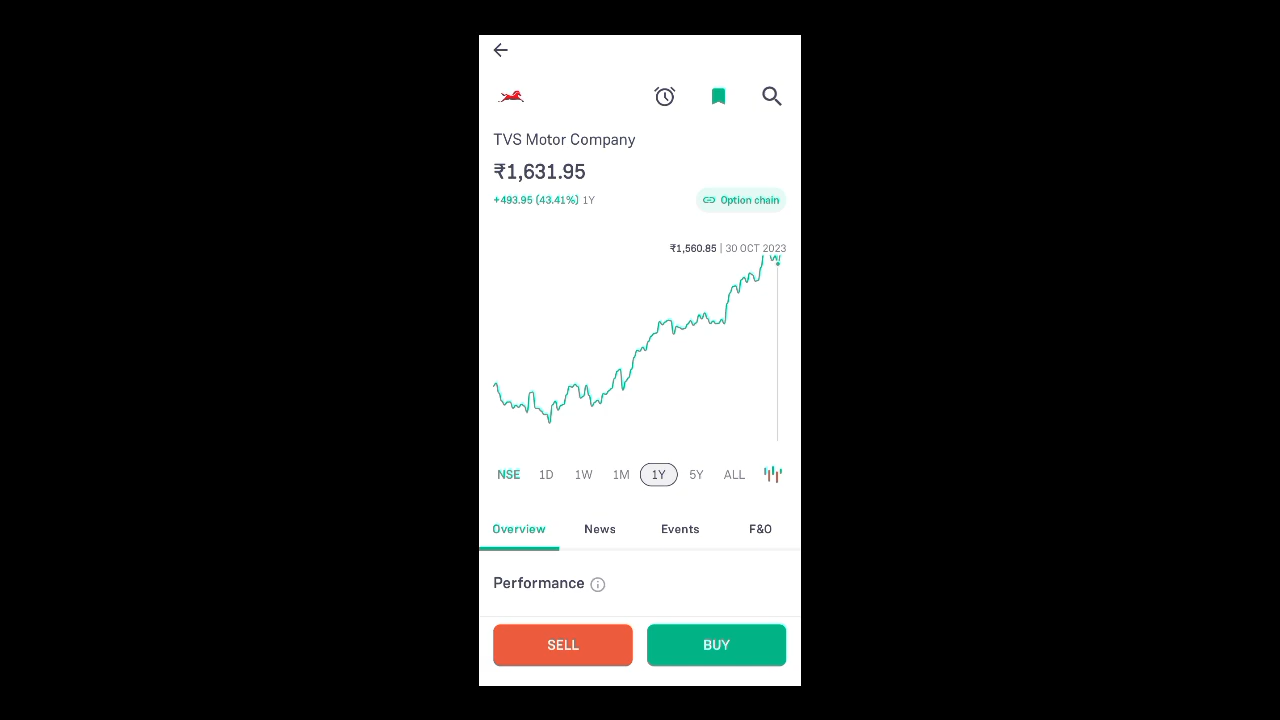 TVS Motor Company
₹1,631.95
+493.95 (43.41%) 1Y
Option chain
₹1,560.85 | 30 OCT 2023
NSE 1D 1W 1M 1Y 5Y ALL
Overview News Events F&O
Performance
SELL BUY